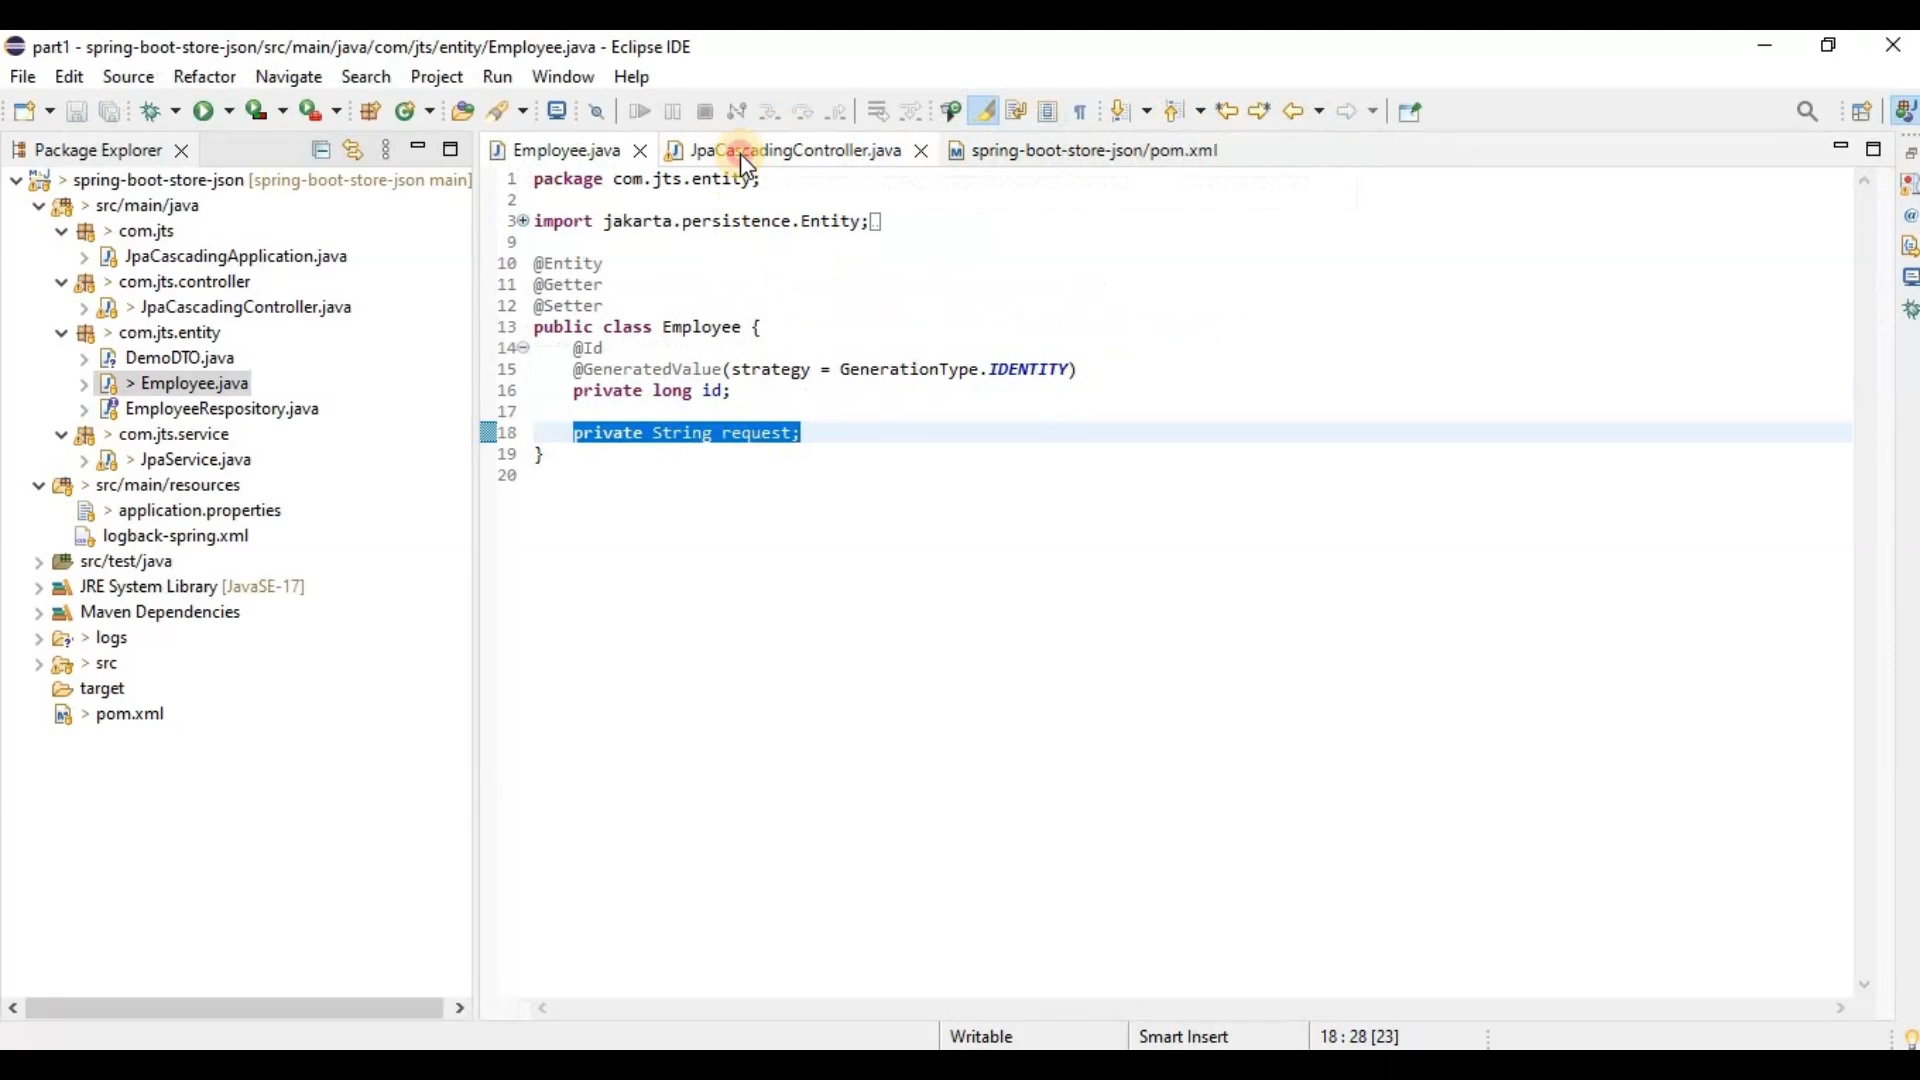 part1 - spring-boot-store-json/src/main/java/com/jts/entity/Employee.java - Eclipse IDE
File Edit Source Refactor Navigate Search Project Run Window Help
Package Explorer
Employee.java JpaCascadingController.java spring-boot-store-json/pom.xml
> spring-boot-store-json [spring-boot-store-json main]
> src/main/java
> com.jts
JpaCascadingApplication.java
> com.jts.controller
> JpaCascadingController.java
> com.jts.entity
DemoDTO.java
> Employee.java
EmployeeRespository.java
> com.jts.service
> JpaService.java
> src/main/resources
> application.properties
logback-spring.xml
src/test/java
JRE System Library [JavaSE-17]
Maven Dependencies
> logs
> src
target
> pom.xml
1 package com.jts.entity;
2
3 import jakarta.persistence.Entity;
9
10 @Entity
11 @Getter
12 @Setter
13 public class Employee {
14 @Id
15 @GeneratedValue(strategy = GenerationType.IDENTITY)
16 private long id;
17
18 private String request;
19 }
20
Writable Smart Insert 18 : 28 [23]